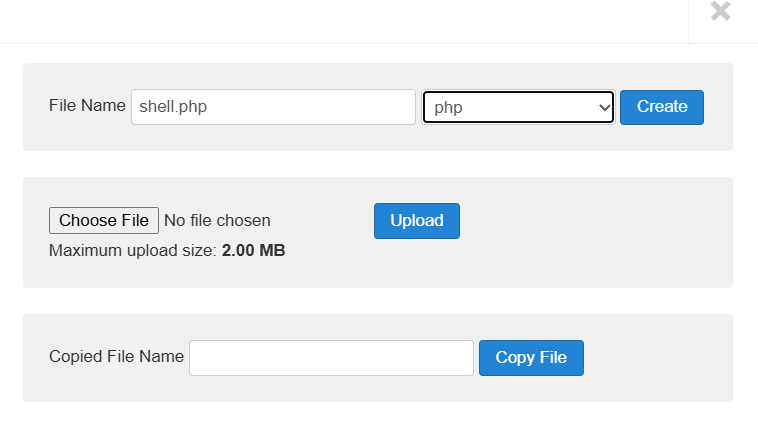 File Name shell.php php Create
Choose File No file chosen Upload
Maximum upload size: 2.00 MB
Copied File Name Copy File